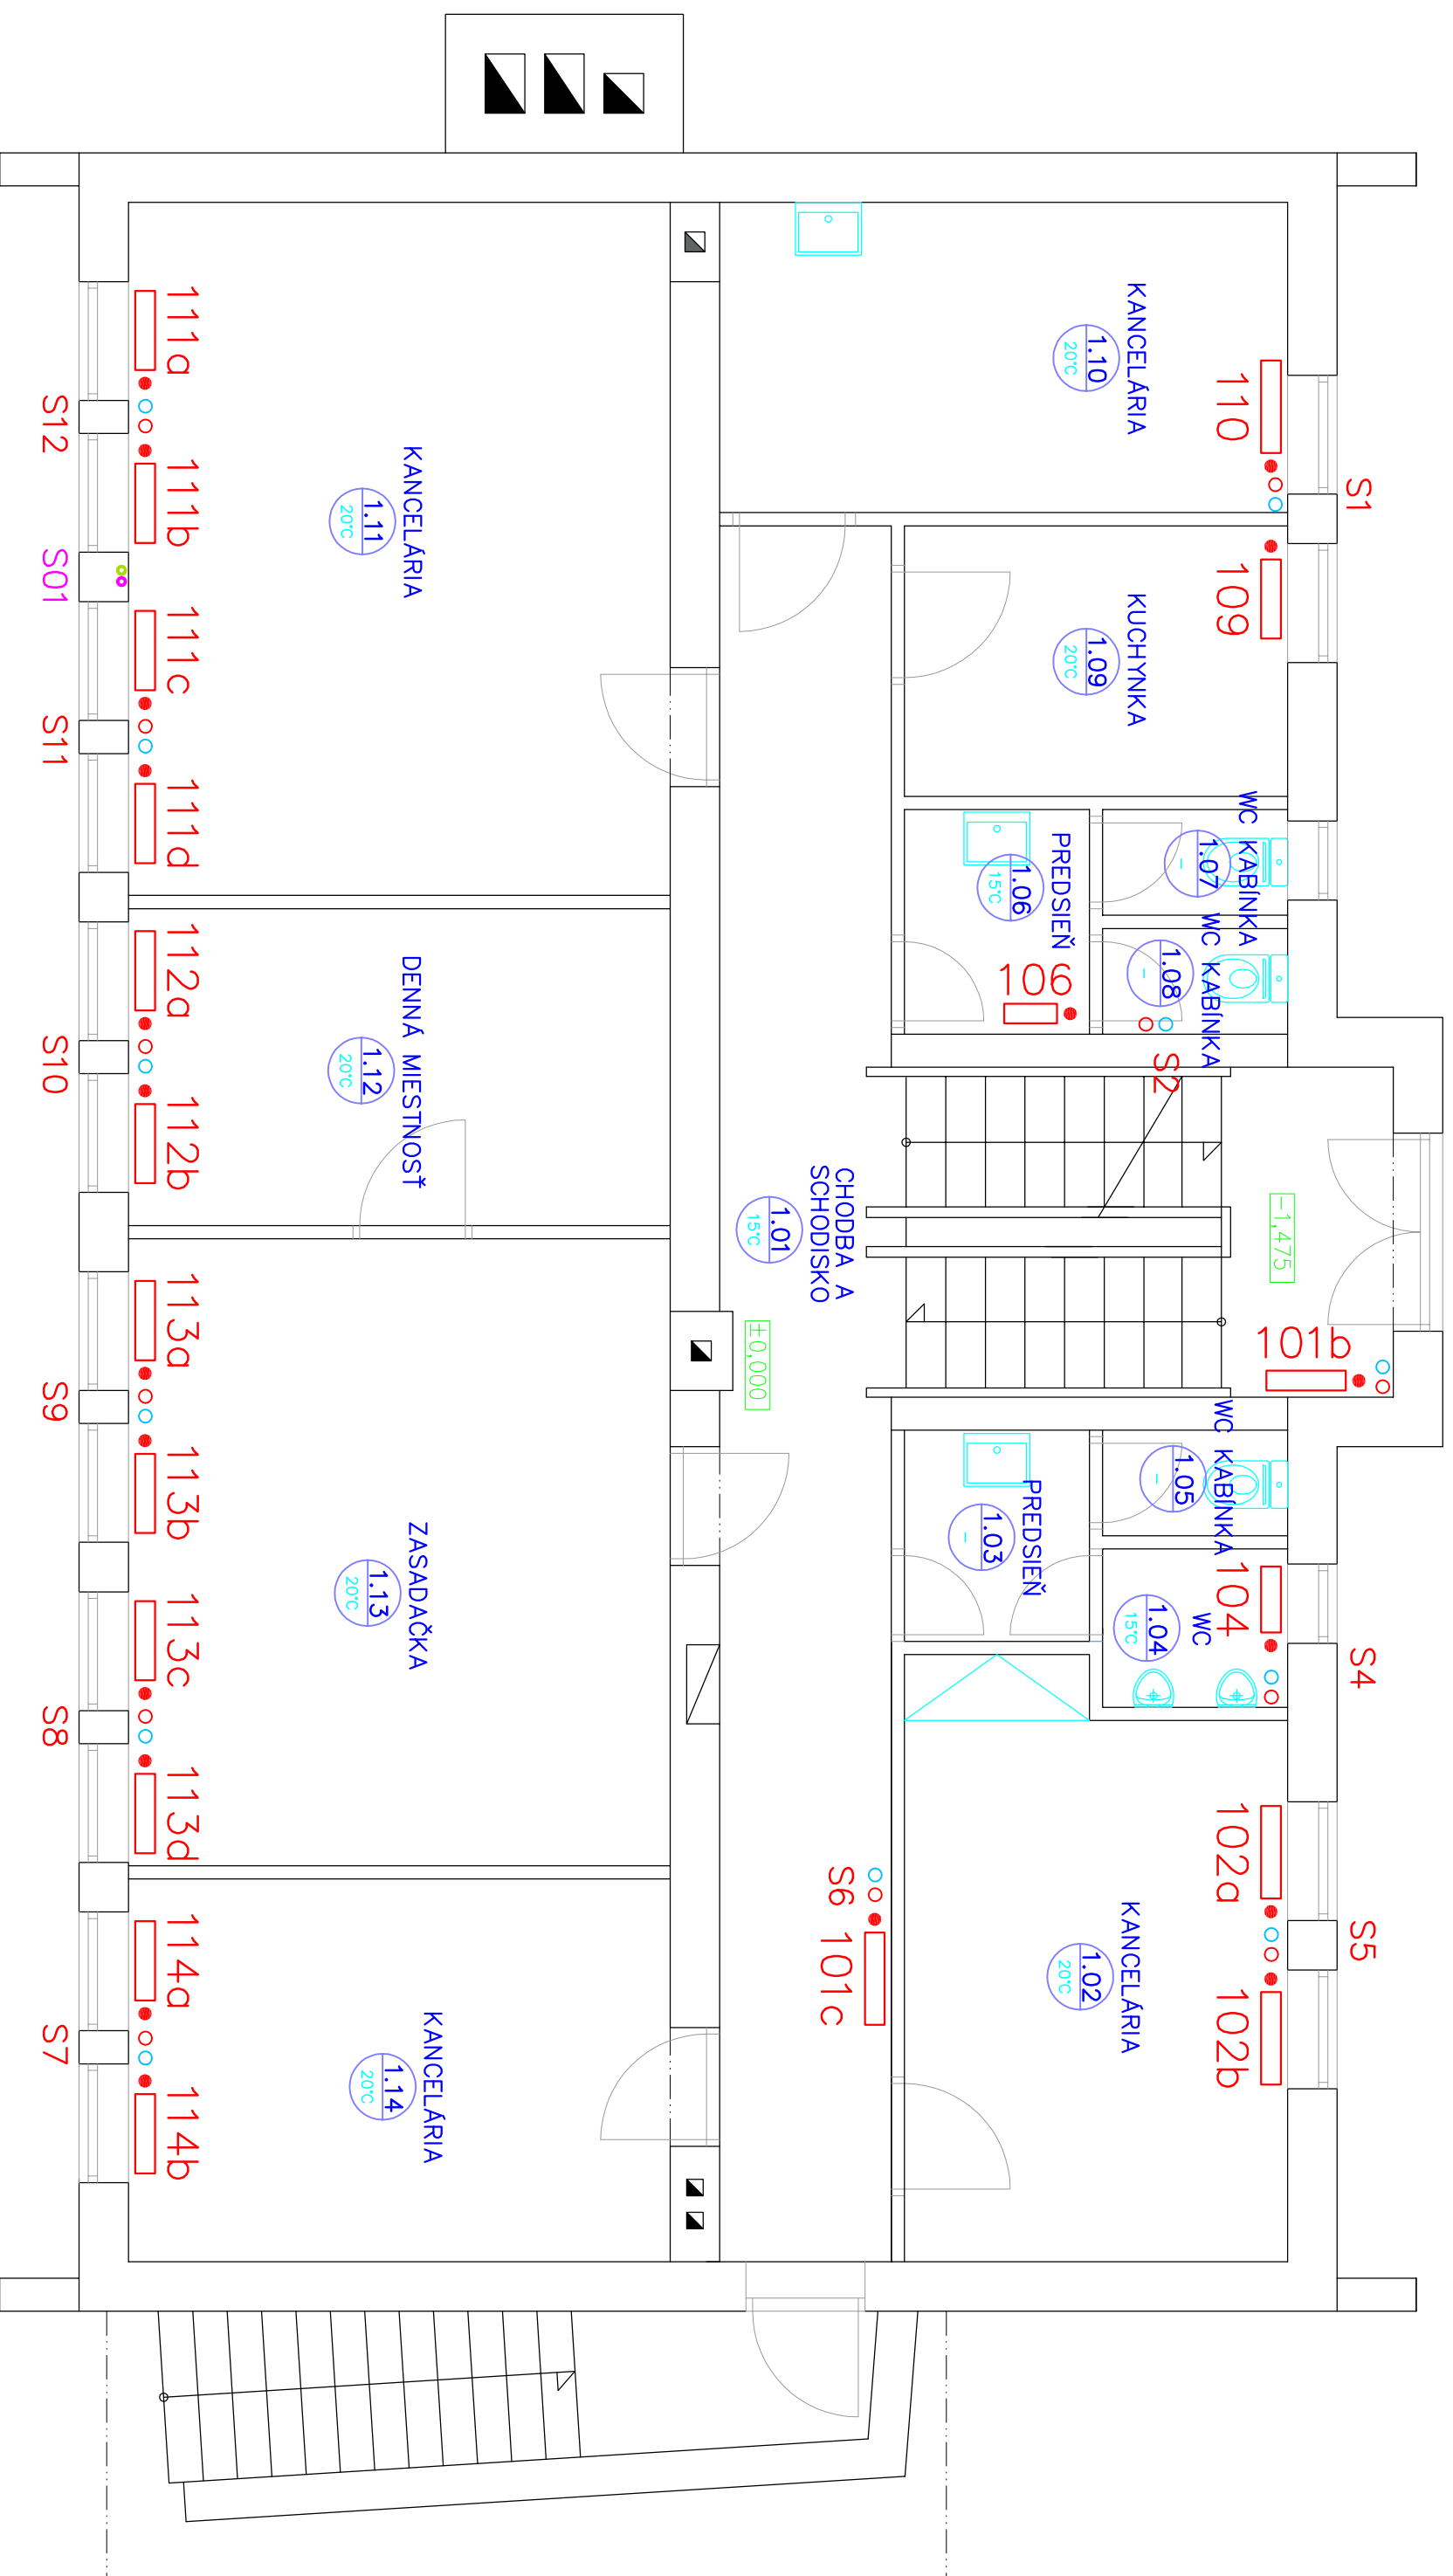 S1
S4
S5
110
109
104
102a
102b
101b
-1,475
KANCELÁRIA
1.10
20°C
KUCHYNKA
1.09
20°C
WC KABÍNKA
1.07
-
WC KABÍNKA
1.08
-
S2
PREDSIEŇ
1.06
15°C
106
WC KABÍNKA
1.05
-
WC
1.04
15°C
PREDSIEŇ
1.03
-
KANCELÁRIA
1.02
20°C
CHODBA A
SCHODISKO
1.01
15°C
±0,000
S6
101c
KANCELÁRIA
1.11
20°C
DENNÁ MIESTNOSŤ
1.12
20°C
ZASADAČKA
1.13
20°C
KANCELÁRIA
1.14
20°C
111a
111b
111c
111d
112a
112b
113a
113b
113c
113d
114a
114b
S12
S01
S11
S10
S9
S8
S7